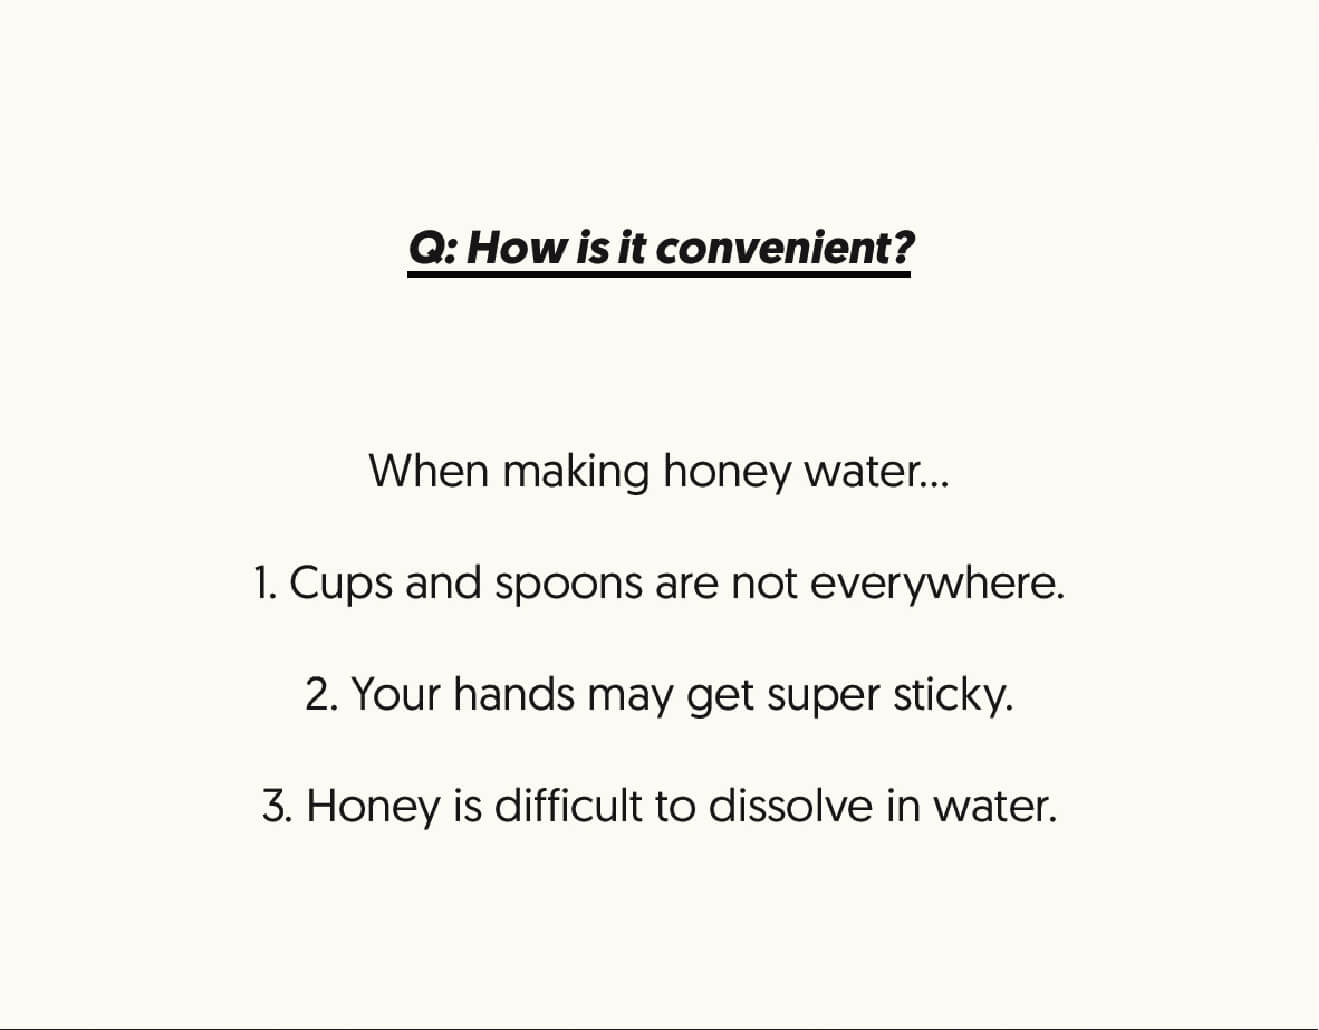 Q: How is it convenient?
When making honey water...
1. Cups and spoons are not everywhere.
2. Your hands may get super sticky.
3. Honey is difficult to dissolve in water.